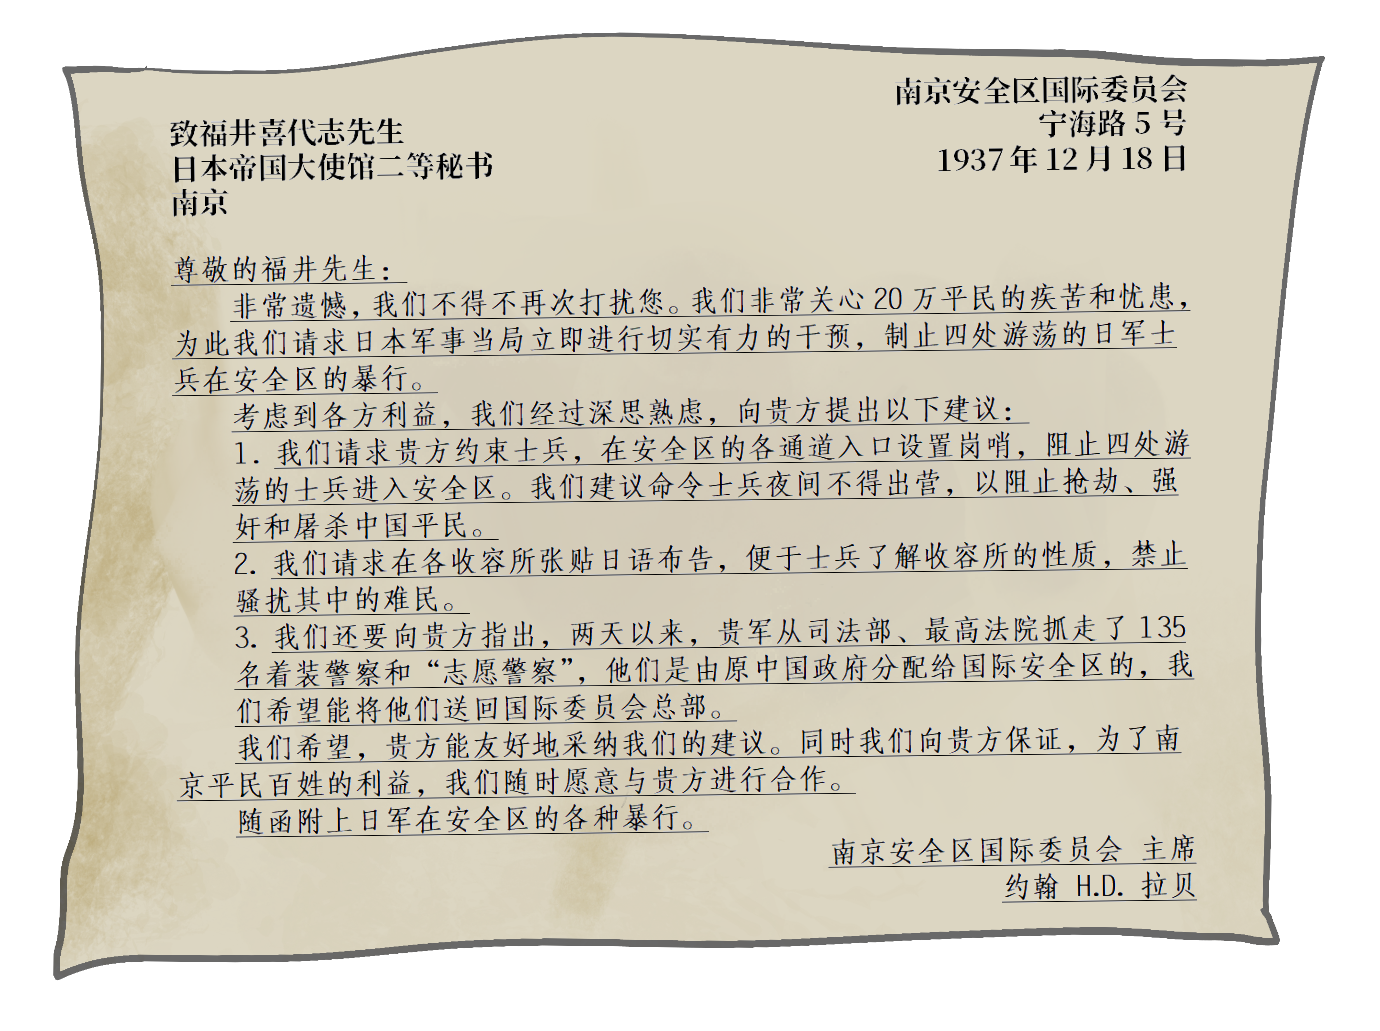 南京安全区国际委员会
宁海路 5 号
1937年 12 月 18 日
致福井喜代志先生
日本帝国大使馆二等秘书
南京
尊敬的福井先生：
非常遗憾，我们不得不再次打扰您。我们非常关心 20 万平民的疾苦和忧患，
为此我们请求日本军事当局立即进行切实有力的干预，制止四处游荡的日军士
兵在安全区的暴行。
考虑到各方利益，我们经过深思熟虑，向贵方提出以下建议：
1. 我们请求贵方约束士兵，在安全区的各通道入口设置岗哨，阻止四处游
荡的士兵进入安全区。我们建议命令士兵夜间不得出营，以阻止抢劫、强
奸和屠杀中国平民。
2. 我们请求在各收容所张贴日语布告，便于士兵了解收容所的性质，禁止
骚扰其中的难民。
3. 我们还要向贵方指出，两天以来，贵军从司法部、最高法院抓走了 135
名着装警察和“志愿警察”，他们是由原中国政府分配给国际安全区的，我
们希望能将他们送回国际委员会总部。
我们希望，贵方能友好地采纳我们的建议。同时我们向贵方保证，为了南
京平民百姓的利益，我们随时愿意与贵方进行合作。
随函附上日军在安全区的各种暴行。
南京安全区国际委员会 主席
约翰 H.D. 拉贝